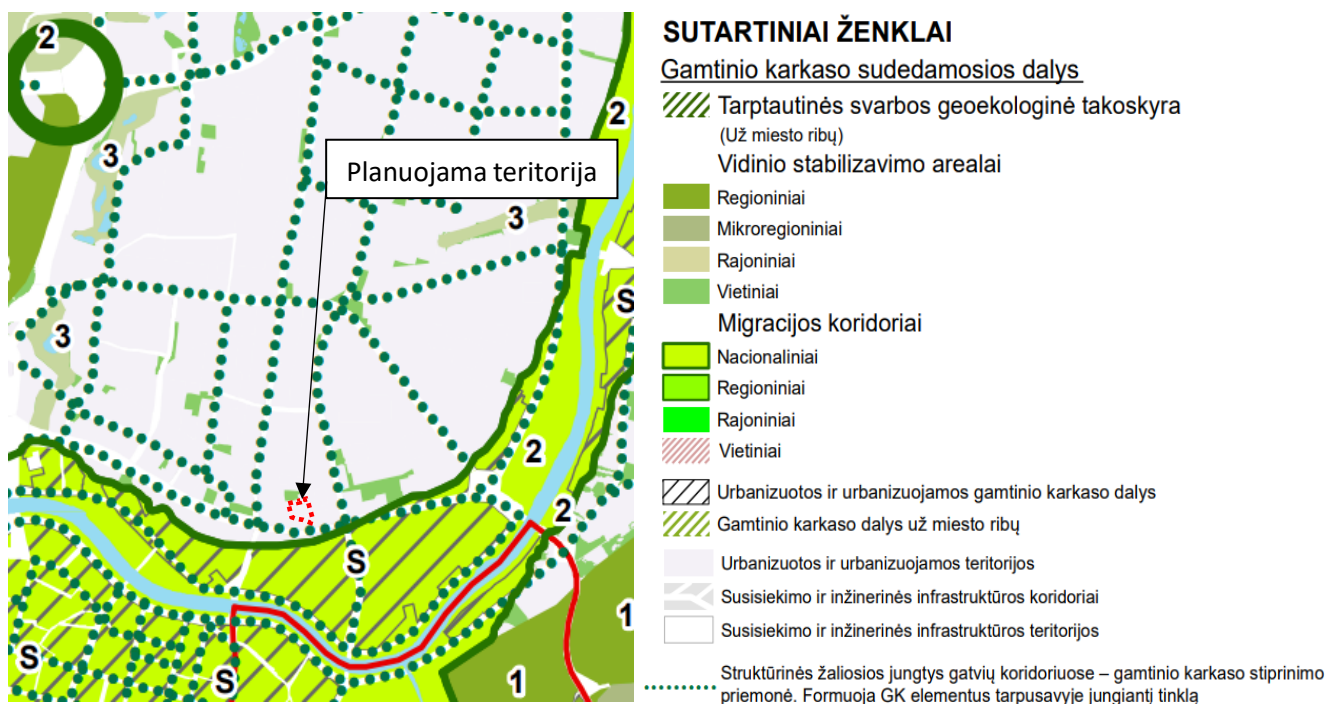 2
3
2
Planuojama teritorija
3
S
3
2
2
S
S
S
1
1
SUTARTINIAI ŽENKLAI
Gamtinio karkaso sudedamosios dalys
Tarptautinės svarbos geoekologinė takoskyra
(Už miesto ribų)
Vidinio stabilizavimo arealai
Regioniniai
Mikroregioniniai
Rajoniniai
Vietiniai
Migracijos koridoriai
Nacionaliniai
Regioniniai
Rajoniniai
Vietiniai
Urbanizuotos ir urbanizuojamos gamtinio karkaso dalys
Gamtinio karkaso dalys už miesto ribų
Urbanizuotos ir urbanizuojamos teritorijos
Susisiekimo ir inžinerinės infrastruktūros koridoriai
Susisiekimo ir inžinerinės infrastruktūros teritorijos
Struktūrinės žaliosios jungtys gatvių koridoriuose – gamtinio karkaso stiprinimo
priemonė. Formuoja GK elementus tarpusavyje jungiantį tinklą